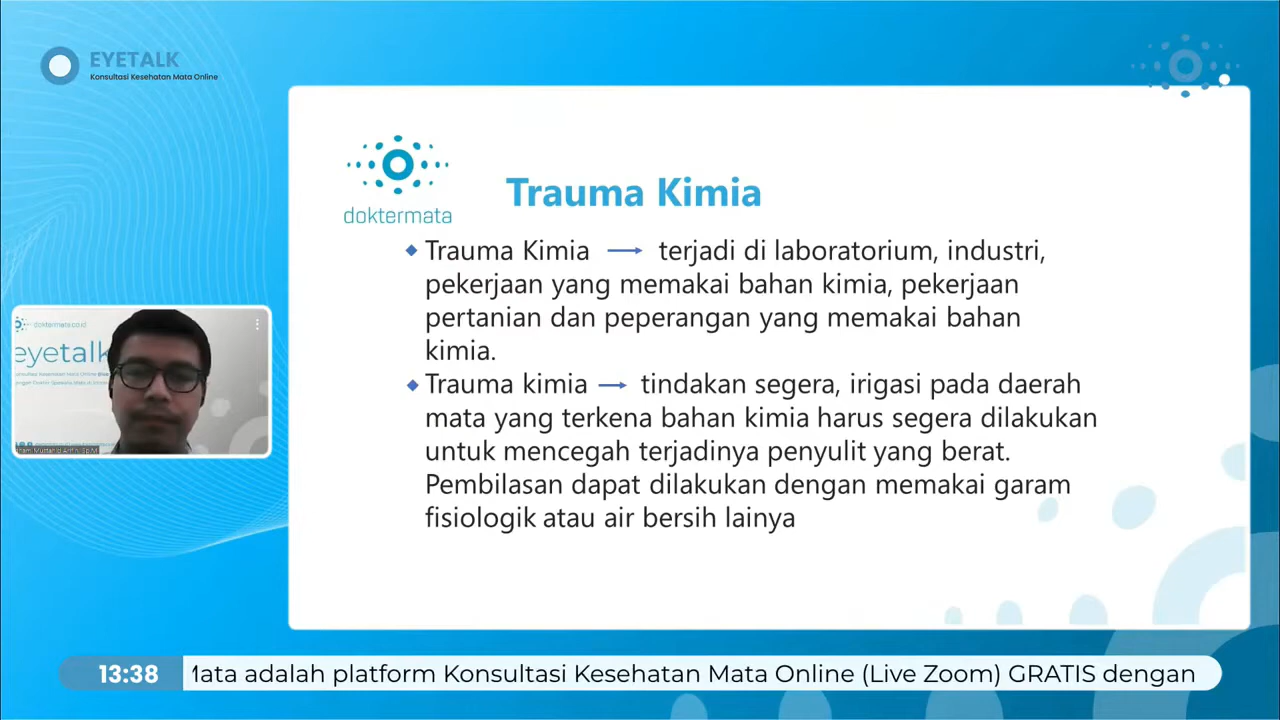 EYETALK
Konsultasi Kesehatan Mata Online
doktermata
Trauma Kimia
Trauma Kimia → terjadi di laboratorium, industri,
pekerjaan yang memakai bahan kimia, pekerjaan
pertanian dan peperangan yang memakai bahan
kimia.
Trauma kimia → tindakan segera, irigasi pada daerah
mata yang terkena bahan kimia harus segera dilakukan
untuk mencegah terjadinya penyulit yang berat.
Pembilasan dapat dilakukan dengan memakai garam
fisiologik atau air bersih lainya
doktermata.co.id
eyetalk
13:38
Mata adalah platform Konsultasi Kesehatan Mata Online (Live Zoom) GRATIS dengan